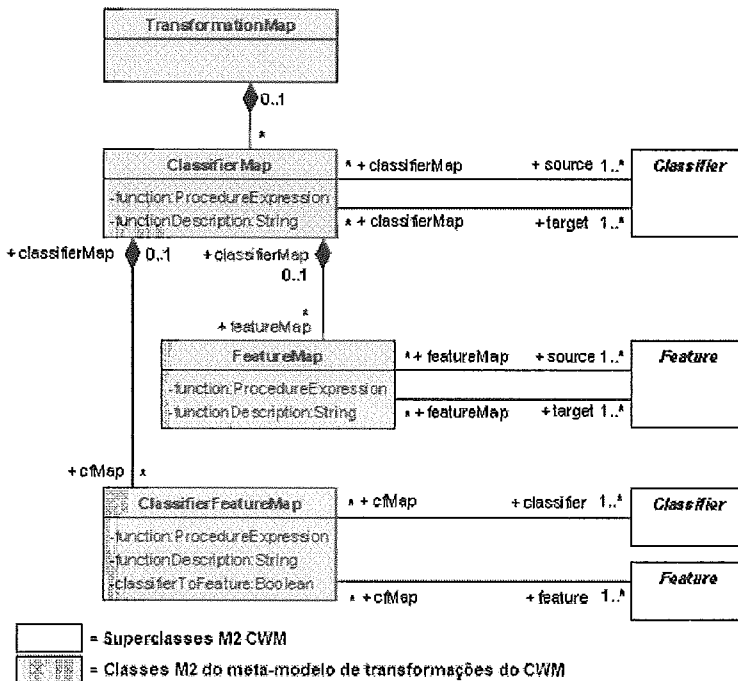 TransformationMap
0..1
*
ClassifierMap
-function:ProcedureExpression
-functionDescription:String
* + classifierMap
+ source 1..*
Classifier
* + classifierMap
+target 1..*
+ classifierMap
0..1
+ classifierMap
0..1
*
+ featureMap
FeatureMap
-function:ProcedureExpression
-functionDescription:String
* + featureMap
+ source 1..*
Feature
* + featureMap
+target 1..*
+ cfMap *
ClassifierFeatureMap
-function:ProcedureExpression
-functionDescription:String
-classifierToFeature:Boolean
* + cfMap
+ classifier 1..*
Classifier
* + cfMap
+ feature 1..*
Feature
= Superclasses M2 CWM
= Classes M2 do meta-modelo de transformações do CWM